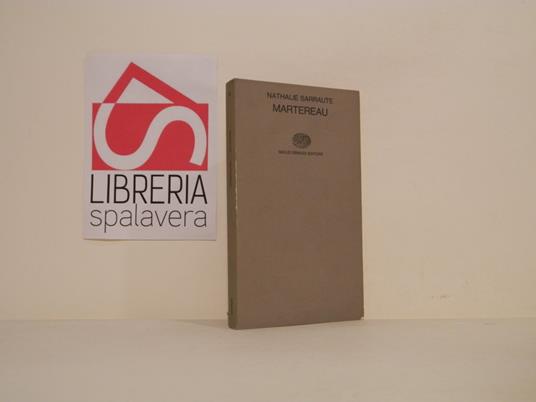 LIBRERIA
spalavera
NATHALIE SARRAUTE
MARTEREAU
GIULIO EINAUDI EDITORE